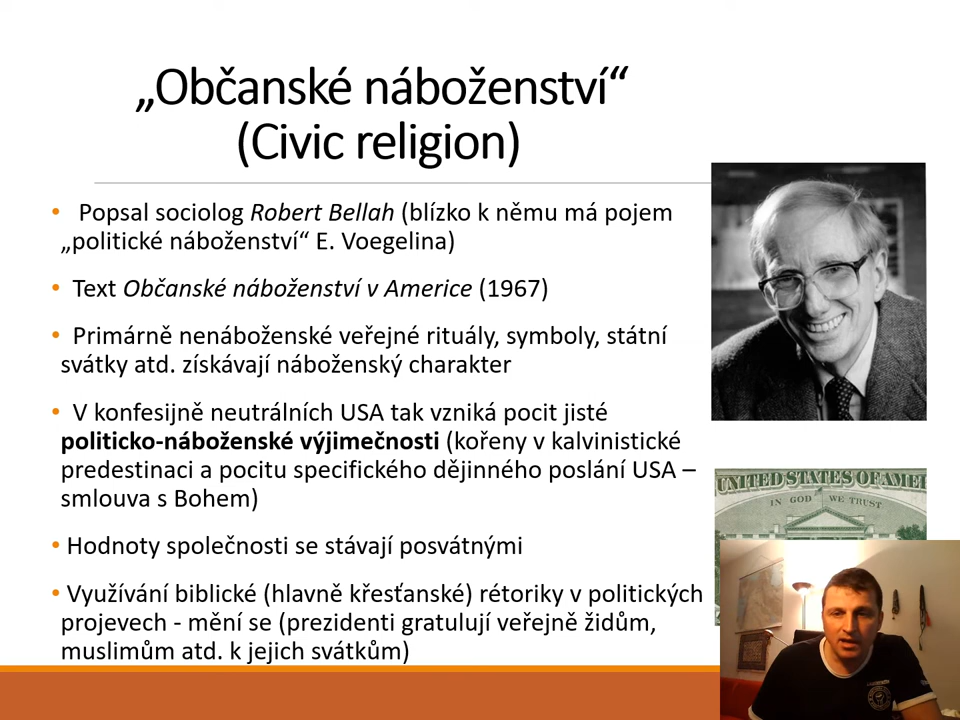 „Občanské náboženství“
(Civic religion)
• Popsal sociolog Robert Bellah (blízko k němu má pojem
„politické náboženství“ E. Voegelina)
• Text Občanské náboženství v Americe (1967)
• Primárně nenáboženské veřejné rituály, symboly, státní
svátky atd. získávají náboženský charakter
• V konfesijně neutrálních USA tak vzniká pocit jisté
politicko-náboženské výjimečnosti (kořeny v kalvinistické
predestinaci a pocitu specifického dějinného poslání USA –
smlouva s Bohem)
• Hodnoty společnosti se stávají posvátnými
• Využívání biblické (hlavně křesťanské) rétoriky v politických
projevech - mění se (prezidenti gratulují veřejně židům,
muslimům atd. k jejich svátkům)
UNITED STATES OF AMER
IN GOD WE TRUST